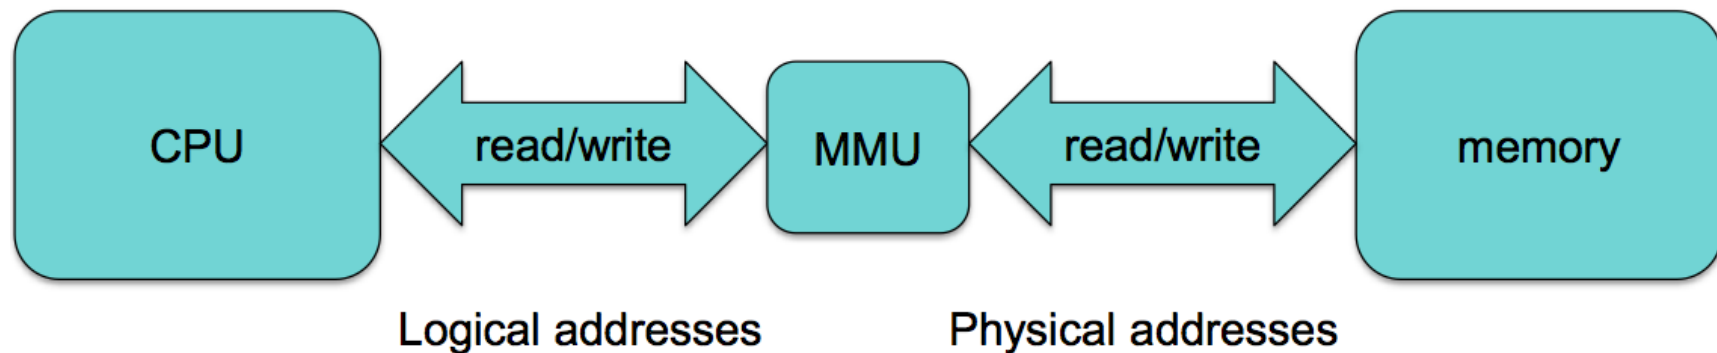 CPU
read/write
MMU
read/write
memory
Logical addresses
Physical addresses